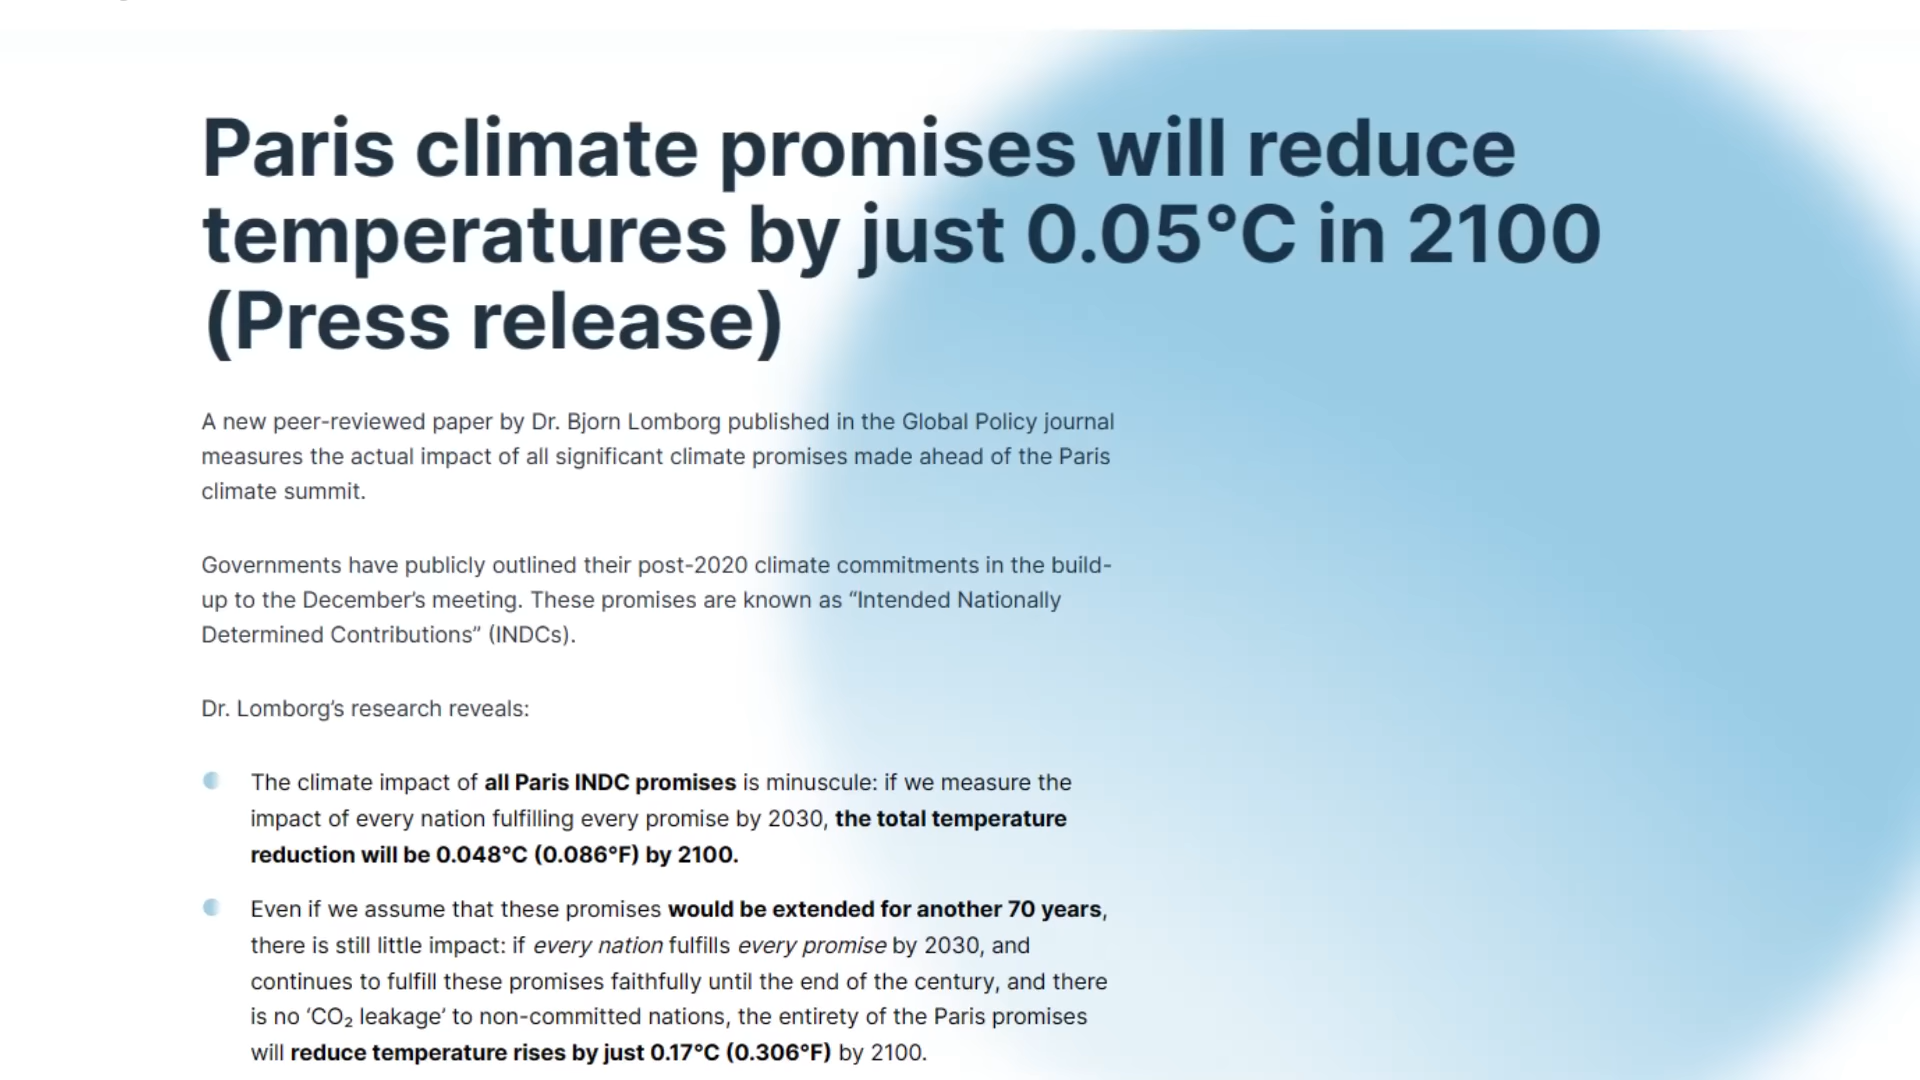 Paris climate promises will reduce
temperatures by just 0.05°C in 2100
(Press release)
A new peer-reviewed paper by Dr. Bjorn Lomborg published in the Global Policy journal
measures the actual impact of all significant climate promises made ahead of the Paris
climate summit.
Governments have publicly outlined their post-2020 climate commitments in the build-
up to the December’s meeting. These promises are known as “Intended Nationally
Determined Contributions” (INDCs).
Dr. Lomborg’s research reveals:
The climate impact of all Paris INDC promises is minuscule: if we measure the
impact of every nation fulfilling every promise by 2030, the total temperature
reduction will be 0.048°C (0.086°F) by 2100.
Even if we assume that these promises would be extended for another 70 years,
there is still little impact: if every nation fulfills every promise by 2030, and
continues to fulfill these promises faithfully until the end of the century, and there
is no ‘CO₂ leakage’ to non-committed nations, the entirety of the Paris promises
will reduce temperature rises by just 0.17°C (0.306°F) by 2100.